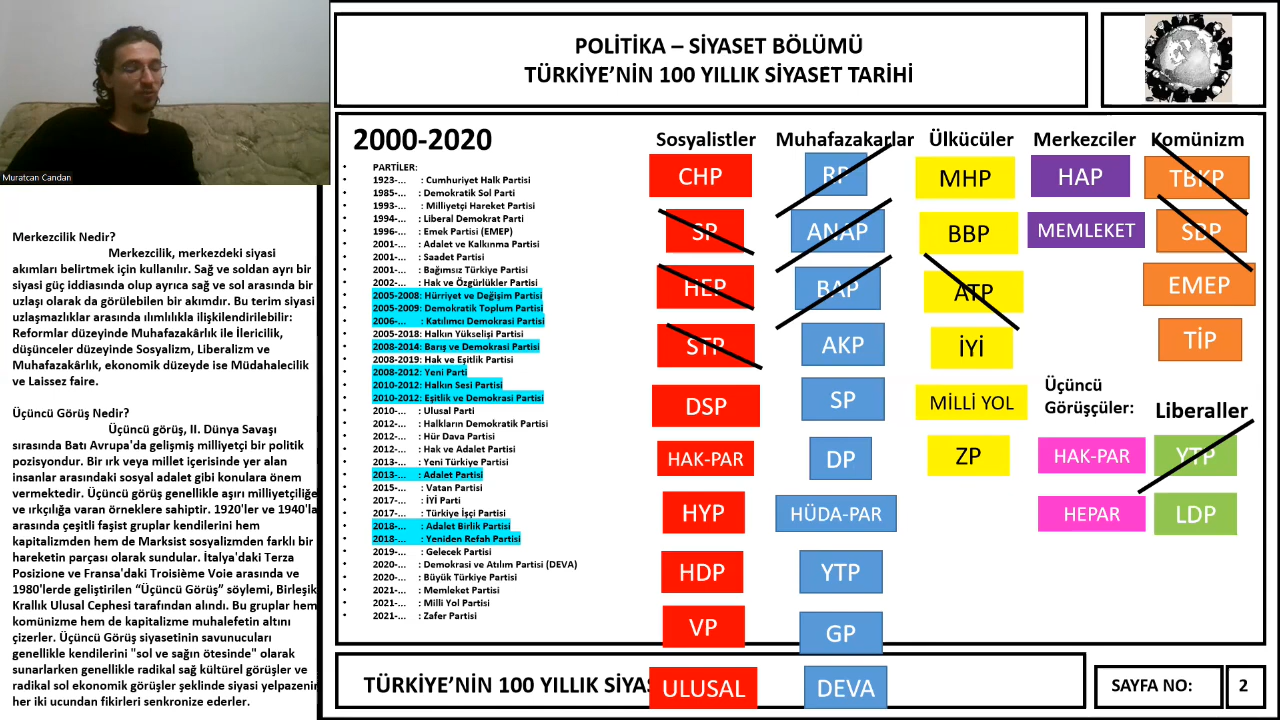 Muratcan Candan
POLİTİKA – SİYASET BÖLÜMÜ
TÜRKİYE’NİN 100 YILLIK SİYASET TARİHİ
Merkezcilik Nedir?
Merkezcilik, merkezdeki siyasi
akımları belirtmek için kullanılır. Sağ ve soldan ayrı bir
siyasi güç iddiasında olup ayrıca sağ ve sol arasında bir
uzlaşı olarak da görülebilen bir akımdır. Bu terim siyasi
uzlaşmazlıklar arasında ılımlılıkla ilişkilendirilebilir:
Reformlar düzeyinde Muhafazakârlık ile İlericilik,
düşünceler düzeyinde Sosyalizm, Liberalizm ve
Muhafazakârlık, ekonomik düzeyde ise Müdahalecilik
ve Laissez faire.
Üçüncü Görüş Nedir?
Üçüncü görüş, II. Dünya Savaşı
sırasında Batı Avrupa'da gelişmiş milliyetçi bir politik
pozisyondur. Bir ırk veya millet içerisinde yer alan
insanlar arasındaki sosyal adalet gibi konulara önem
vermektedir. Üçüncü görüş genellikle aşırı milliyetçiliğe
ve ırkçılığa varan örneklere sahiptir. 1920'ler ve 1940'la
arasında çeşitli faşist gruplar kendilerini hem
kapitalizmden hem de Marksist sosyalizmden farklı bir
hareketin parçası olarak sundular. İtalya'daki Terza
Posizione ve Fransa'daki Troisième Voie arasında ve
1980'lerde geliştirilen “Üçüncü Görüş” söylemi, Birleşik
Krallık Ulusal Cephesi tarafından alındı. Bu gruplar hem
komünizme hem de kapitalizme muhalefetin altını
çizerler. Üçüncü Görüş siyasetinin savunucuları
genellikle kendilerini "sol ve sağın ötesinde" olarak
sunarlarken genellikle radikal sağ kültürel görüşler ve
radikal sol ekonomik görüşler şeklinde siyasi yelpazenin
her iki ucundan fikirleri senkronize ederler.
2000-2020
PARTİLER:
1923-... : Cumhuriyet Halk Partisi
1985-... : Demokratik Sol Parti
1993-... : Milliyetçi Hareket Partisi
1994-... : Liberal Demokrat Parti
1996-... : Emek Partisi (EMEP)
2001-... : Adalet ve Kalkınma Partisi
2001-... : Saadet Partisi
2001-... : Bağımsız Türkiye Partisi
2002-... : Hak ve Özgürlükler Partisi
2005-2008: Hürriyet ve Değişim Partisi
2005-2009: Demokratik Toplum Partisi
2006-... : Katılımcı Demokrasi Partisi
2005-2018: Halkın Yükselişi Partisi
2008-2014: Barış ve Demokrasi Partisi
2008-2019: Hak ve Eşitlik Partisi
2008-2012: Yeni Parti
2010-2012: Halkın Sesi Partisi
2010-2012: Eşitlik ve Demokrasi Partisi
2010-... : Ulusal Parti
2012-... : Halkların Demokratik Partisi
2012-... : Hür Dava Partisi
2012-... : Hak ve Adalet Partisi
2013-... : Yeni Türkiye Partisi
2013-... : Adalet Partisi
2015-... : Vatan Partisi
2017-... : İYİ Parti
2017-... : Türkiye İşçi Partisi
2018-... : Adalet Birlik Partisi
2018-... : Yeniden Refah Partisi
2019-... : Gelecek Partisi
2020-... : Demokrasi ve Atılım Partisi (DEVA)
2020-... : Büyük Türkiye Partisi
2021-... : Memleket Partisi
2021-... : Milli Yol Partisi
2021-... : Zafer Partisi
Sosyalistler
CHP
SP
HEP
STP
DSP
HAK-PAR
HYP
HDP
VP
ULUSAL
Muhafazakarlar
RP
ANAP
BAP
AKP
SP
DP
HÜDA-PAR
YTP
GP
DEVA
Ülkücüler
MHP
BBP
ATP
İYİ
MİLLİ YOL
ZP
Merkezciler
HAP
MEMLEKET
Üçüncü
Görüşçüler:
HAK-PAR
HEPAR
Komünizm
TBKP
SBP
EMEP
TİP
Liberaller
YTP
LDP
TÜRKİYE’NİN 100 YILLIK SİYAS
SAYFA NO:
2